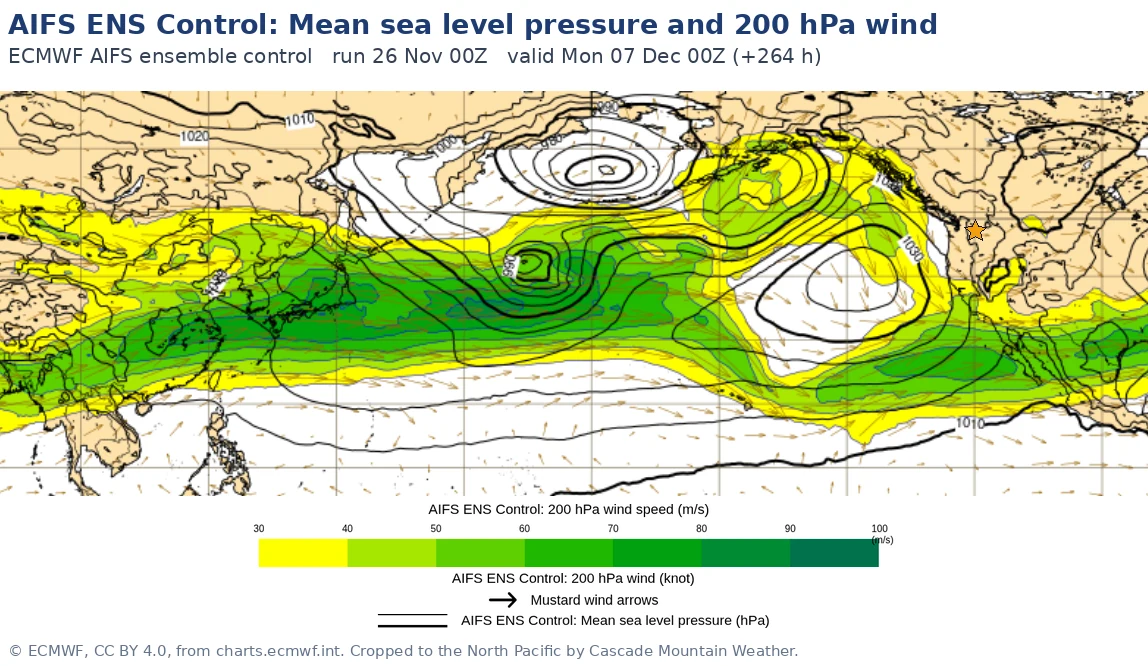 AIFS ENS Control: Mean sea level pressure and 200 hPa wind
ECMWF AIFS ensemble control run 26 Nov 00Z valid Mon 07 Dec 00Z (+264 h)
990
1010
1020
1000
1030
1010
AIFS ENS Control: 200 hPa wind speed (m/s)
30 40 50 60 70 80 90 100
(m/s)
AIFS ENS Control: 200 hPa wind (knot)
Mustard wind arrows
AIFS ENS Control: Mean sea level pressure (hPa)
© ECMWF, CC BY 4.0, from charts.ecmwf.int. Cropped to the North Pacific by Cascade Mountain Weather.